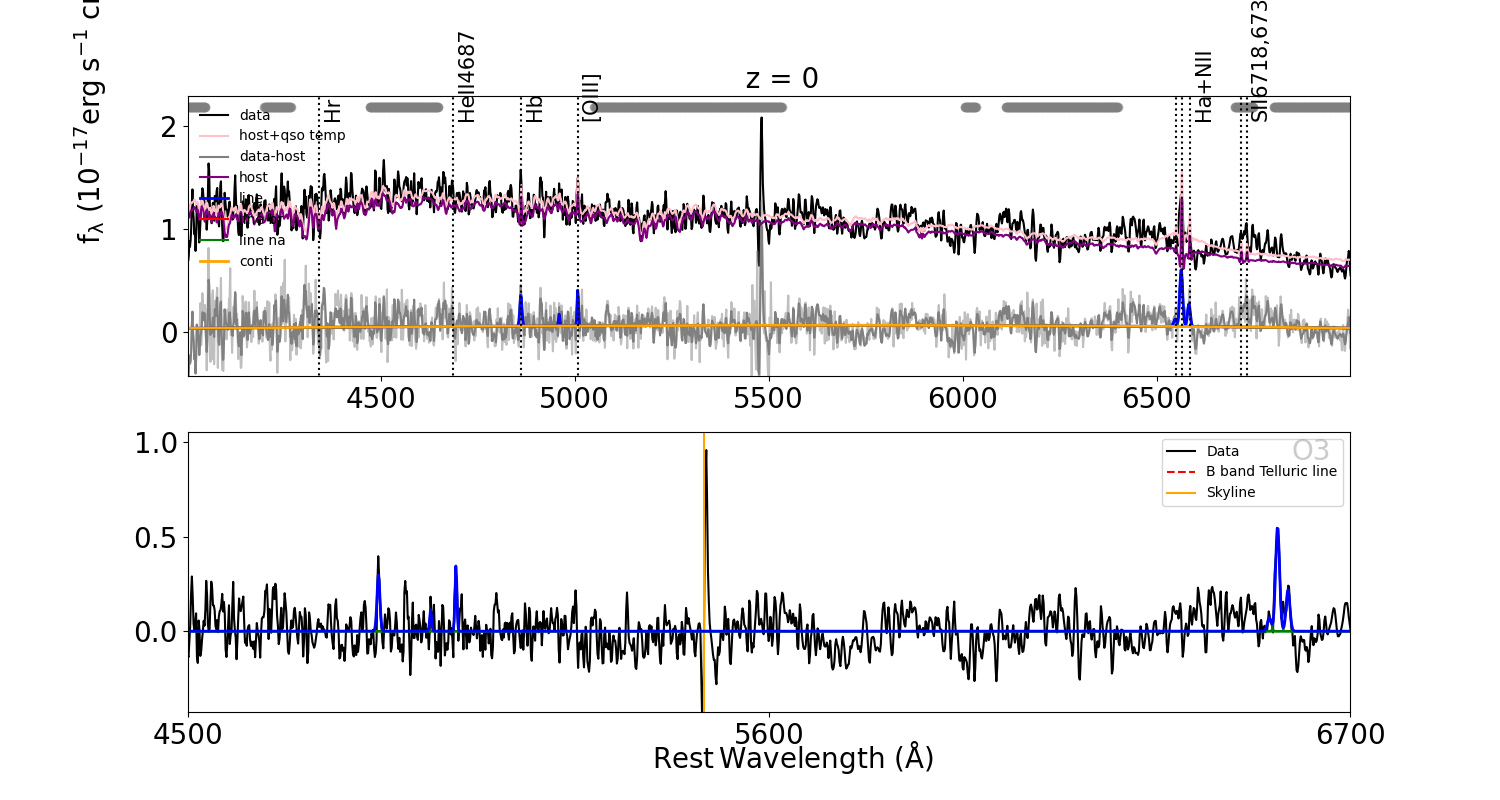 z = 0
f_λ (10^{-17} erg s^{-1} c
Hr
HeII4687
Hb
[OIII]
Ha+NII
SII6718,673
data
host+qso temp
data-host
host
line
line na
conti
2
1
0
4500
5000
5500
6000
6500
O3
Data
B band Telluric line
Skyline
1.0
0.5
0.0
4500
5600
6700
Rest Wavelength (Å)